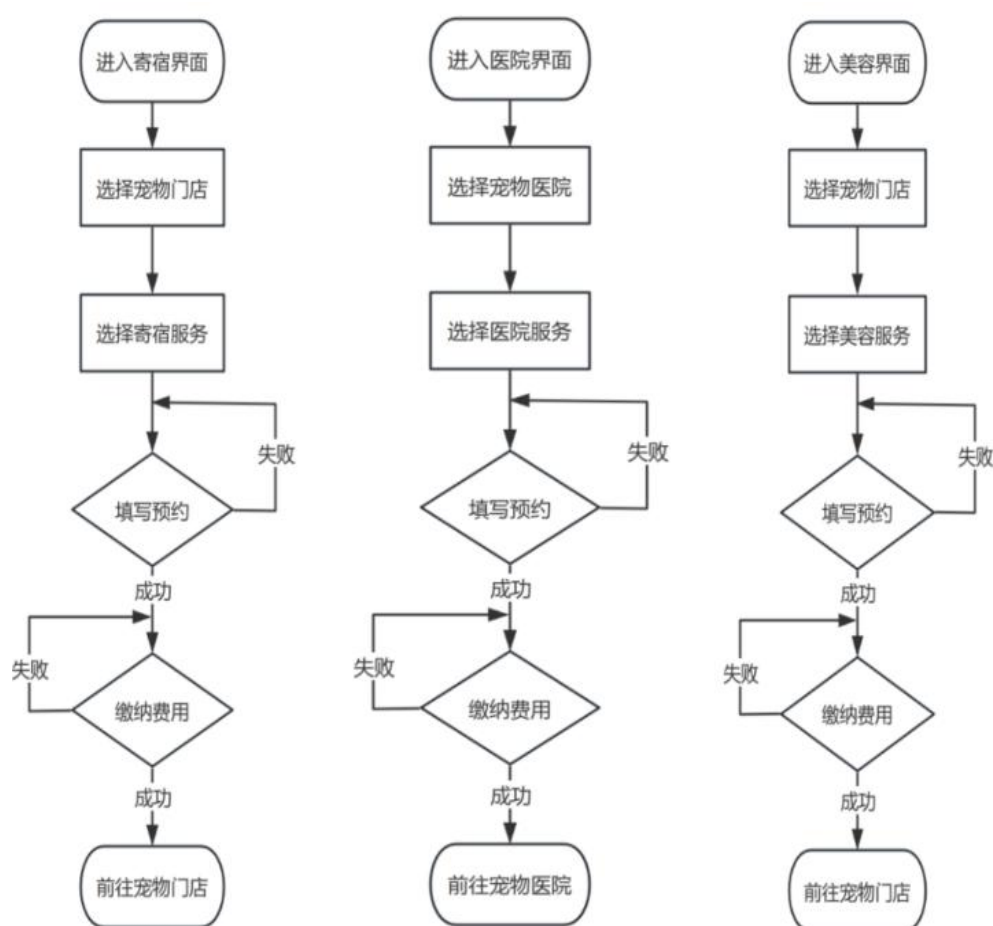 进入寄宿界面
选择宠物门店
选择寄宿服务
失败
填写预约
成功
失败
缴纳费用
成功
前往宠物门店
进入医院界面
选择宠物医院
选择医院服务
失败
填写预约
成功
失败
缴纳费用
成功
前往宠物医院
进入美容界面
选择宠物门店
选择美容服务
失败
填写预约
成功
失败
缴纳费用
成功
前往宠物门店